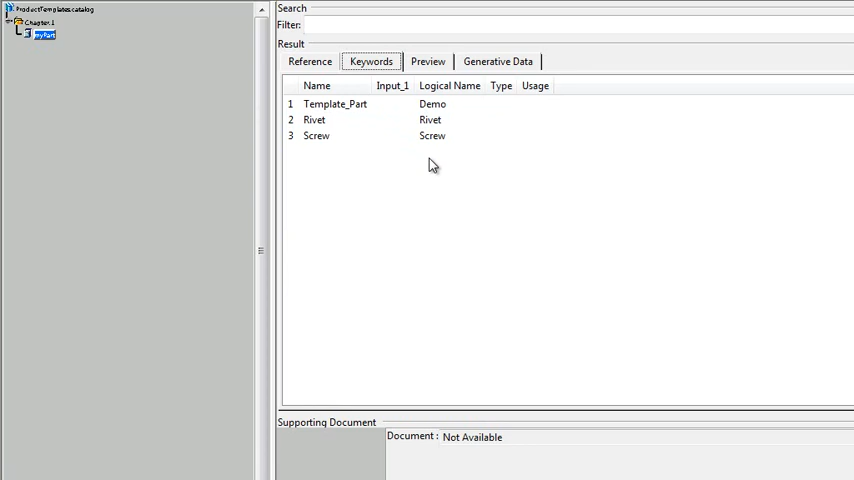 ProductTemplates.catalog
Chapter.1
myPart
Search
Filter:
Result
Reference Keywords Preview Generative Data
Name Input_1 Logical Name Type Usage
1 Template_Part Demo
2 Rivet Rivet
3 Screw Screw
Supporting Document
Document : Not Available